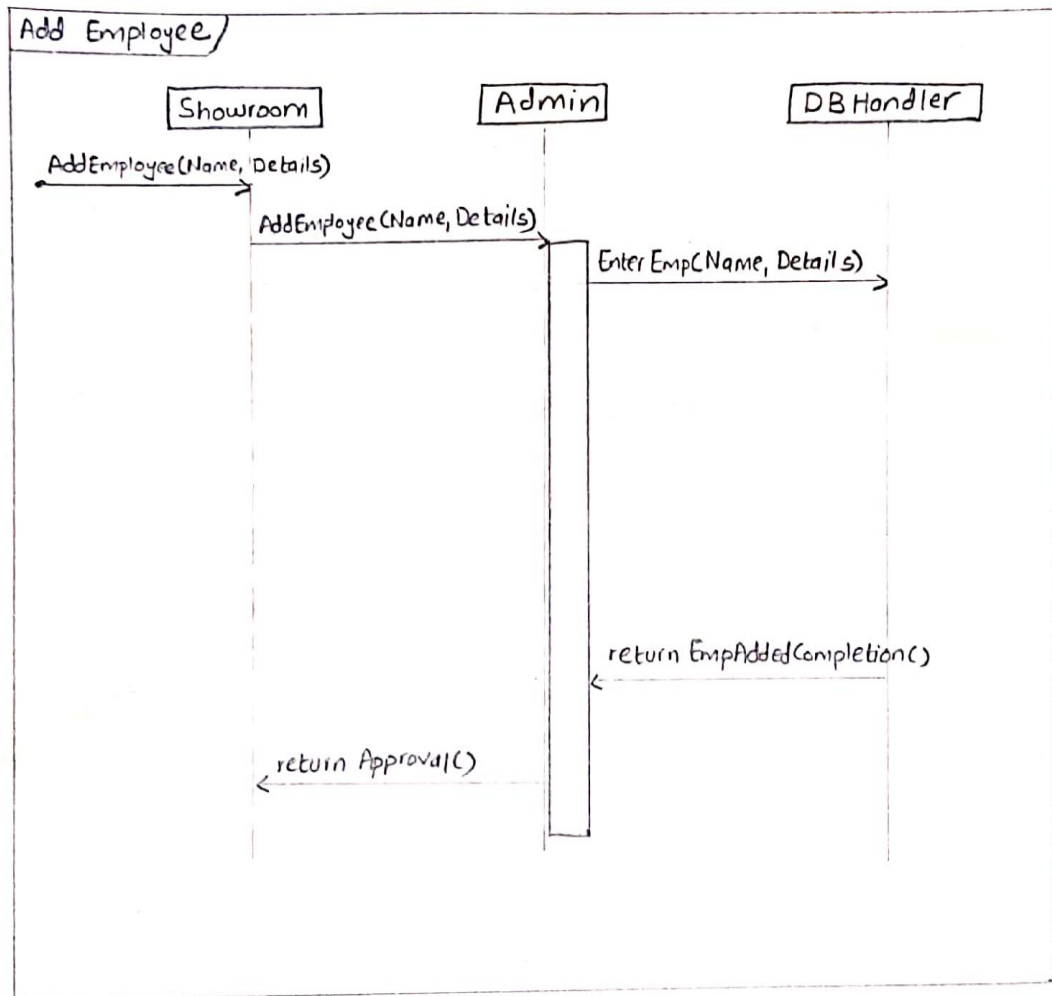 Add Employee
Showroom
Admin
DB Handler
AddEmployee(Name, Details)
AddEmployee(Name, Details)
Enter Emp(Name, Details)
return EmpAddedCompletion()
return Approval()